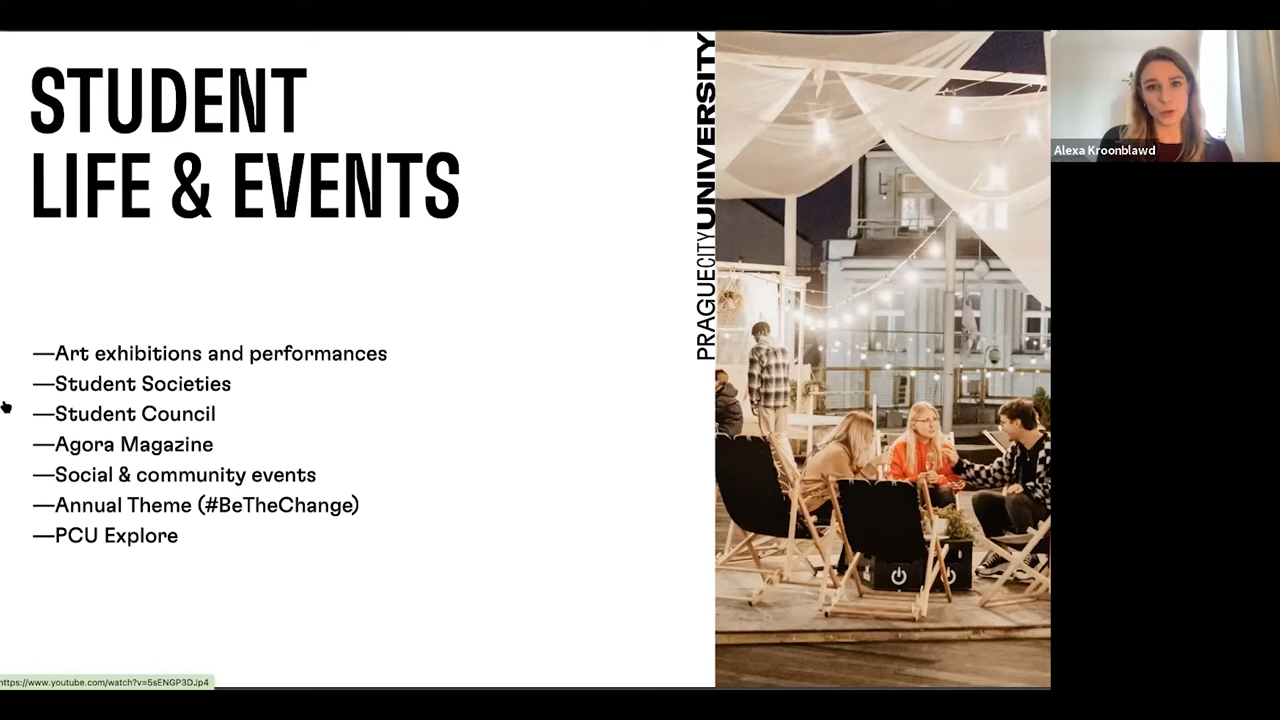 STUDENT
LIFE & EVENTS
—Art exhibitions and performances
—Student Societies
—Student Council
—Agora Magazine
—Social & community events
—Annual Theme (#BeTheChange)
—PCU Explore
PRAGUECITYUNIVERSITY
Alexa Kroonblawd
https://www.youtube.com/watch?v=5sENGP3DJp4